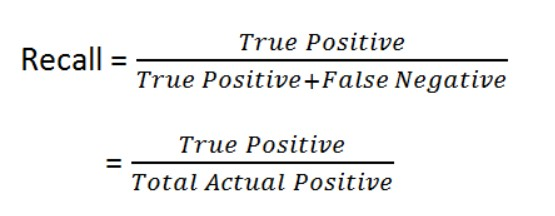 True Positive
Recall =
True Positive+False Negative
True Positive
=
Total Actual Positive